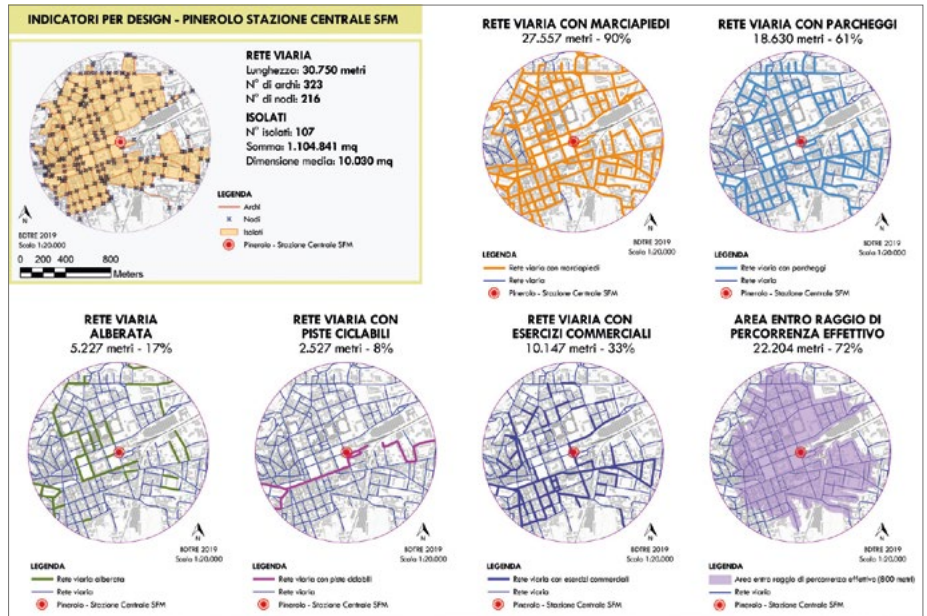 INDICATORI PER DESIGN - PINEROLO STAZIONE CENTRALE SFM
RETE VIARIA
Lunghezza: 30.750 metri
N° di archi: 323
N° di nodi: 216
ISOLATI
N° isolati: 107
Somma: 1.104.841 mq
Dimensione media: 10.030 mq
LEGENDA
Archi
Nodi
Isolati
Pinerolo - Stazione Centrale SFM
N
BDTRE 2019
Scala 1:20.000
0 200 400 800
Meters
RETE VIARIA CON MARCIAPIEDI
27.557 metri - 90%
N
BDTRE 2019
Scala 1:20.000
LEGENDA
Rete viaria con marciapiedi
Rete viaria
Pinerolo - Stazione Centrale SFM
RETE VIARIA CON PARCHEGGI
18.630 metri - 61%
N
BDTRE 2019
Scala 1:20.000
LEGENDA
Rete viaria con parcheggi
Rete viaria
Pinerolo - Stazione Centrale SFM
RETE VIARIA
ALBERATA
5.227 metri - 17%
N
BDTRE 2019
Scala 1:20.000
LEGENDA
Rete viaria alberata
Rete viaria
Pinerolo - Stazione Centrale SFM
RETE VIARIA CON
PISTE CICLABILI
2.527 metri - 8%
N
BDTRE 2019
Scala 1:20.000
LEGENDA
Rete viaria con piste ciclabili
Rete viaria
Pinerolo - Stazione Centrale SFM
RETE VIARIA CON
ESERCIZI COMMERCIALI
10.147 metri - 33%
N
BDTRE 2019
Scala 1:20.000
LEGENDA
Rete viaria con esercizi commerciali
Rete viaria
Pinerolo - Stazione Centrale SFM
AREA ENTRO RAGGIO DI
PERCORRENZA EFFETTIVO
22.204 metri - 72%
N
BDTRE 2019
Scala 1:20.000
LEGENDA
Area entro raggio di percorrenza effettivo (800 metri)
Rete viaria
Pinerolo - Stazione Centrale SFM